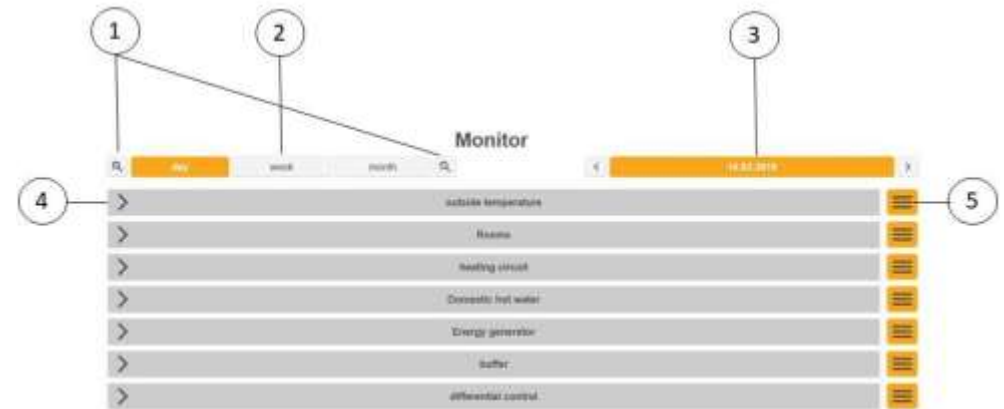 1 2 3
Monitor
day week month
4 outside temperature 5
Rooms
heating circuit
Domestic hot water
Energy generator
buffer
differential control